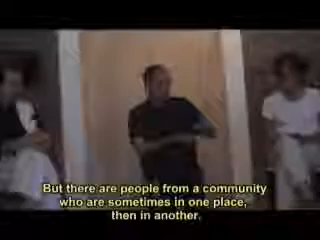 But there are people from a community
who are sometimes in one place,
then in another.